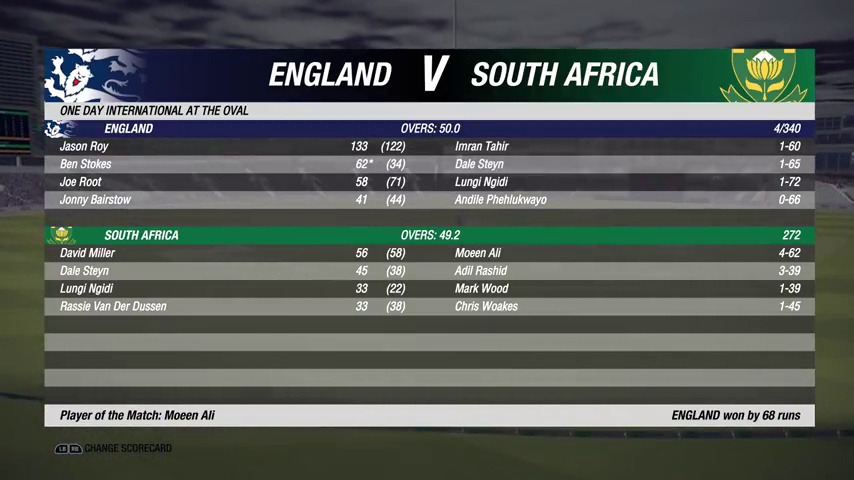 ENGLAND V SOUTH AFRICA
ONE DAY INTERNATIONAL AT THE OVAL
ENGLAND OVERS: 50.0 4/340
Jason Roy 133 (122) Imran Tahir 1-60
Ben Stokes 62* (34) Dale Steyn 1-65
Joe Root 58 (71) Lungi Ngidi 1-72
Jonny Bairstow 41 (44) Andile Phehlukwayo 0-66
SOUTH AFRICA OVERS: 49.2 272
David Miller 56 (58) Moeen Ali 4-62
Dale Steyn 45 (38) Adil Rashid 3-39
Lungi Ngidi 33 (22) Mark Wood 1-39
Rassie Van Der Dussen 33 (38) Chris Woakes 1-45
Player of the Match: Moeen Ali ENGLAND won by 68 runs
LB RB CHANGE SCORECARD